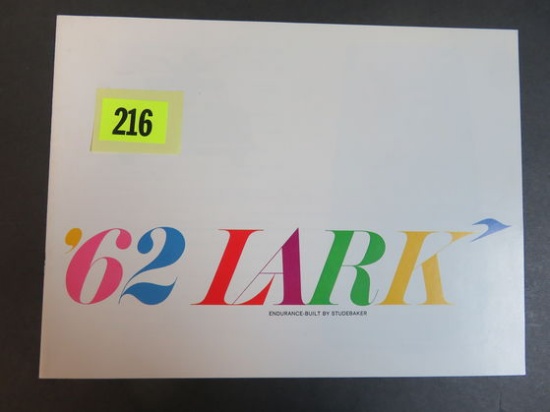 216
'62 LARK
ENDURANCE-BUILT BY STUDEBAKER